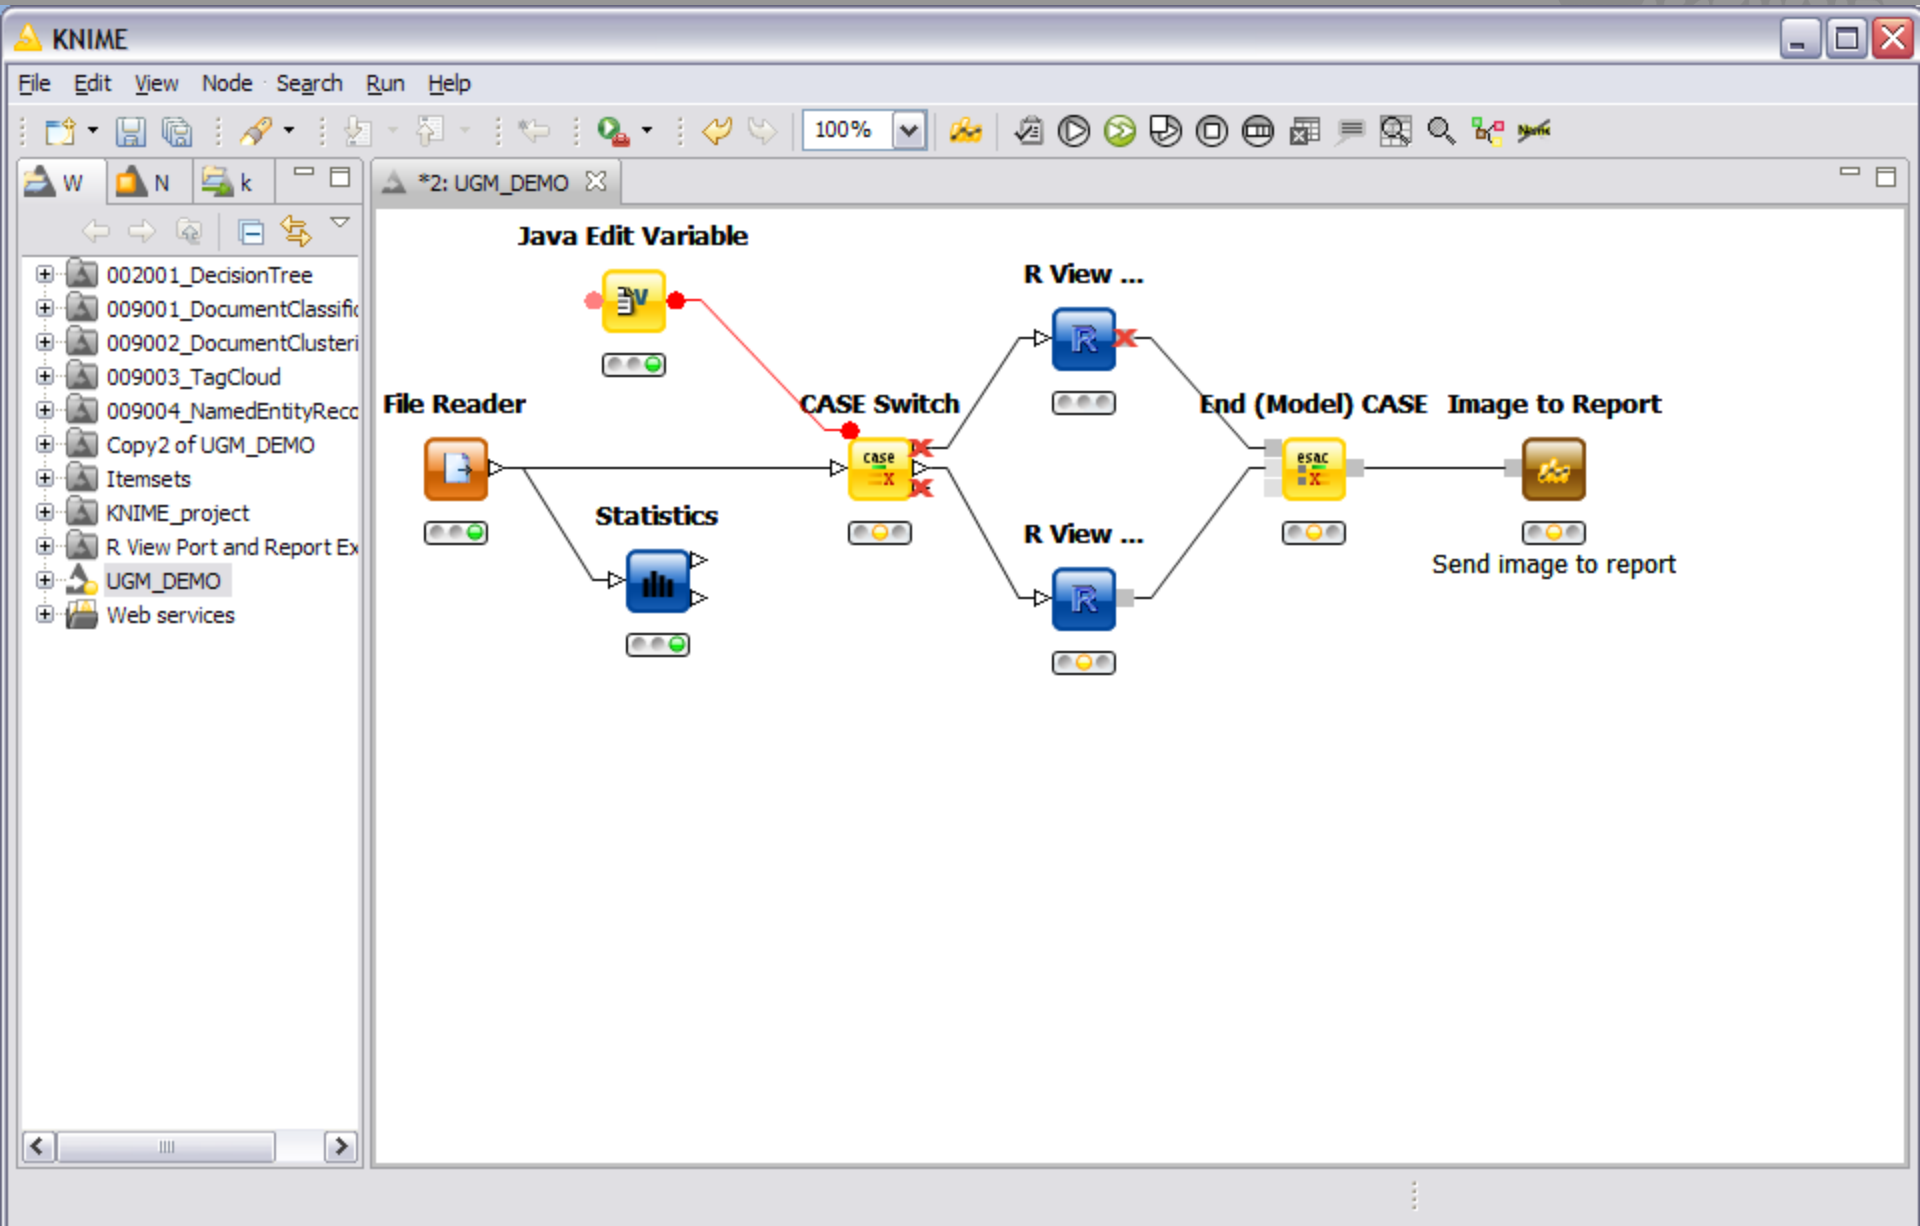 KNIME
File Edit View Node Search Run Help
100%
W N k
*2: UGM_DEMO
002001_DecisionTree
009001_DocumentClassific
009002_DocumentClusteri
009003_TagCloud
009004_NamedEntityReco
Copy2 of UGM_DEMO
Itemsets
KNIME_project
R View Port and Report Ex
UGM_DEMO
Web services
Java Edit Variable
V
R View ...
R
File Reader
CASE Switch
End (Model) CASE
Image to Report
case
esac
Statistics
R View ...
R
Send image to report